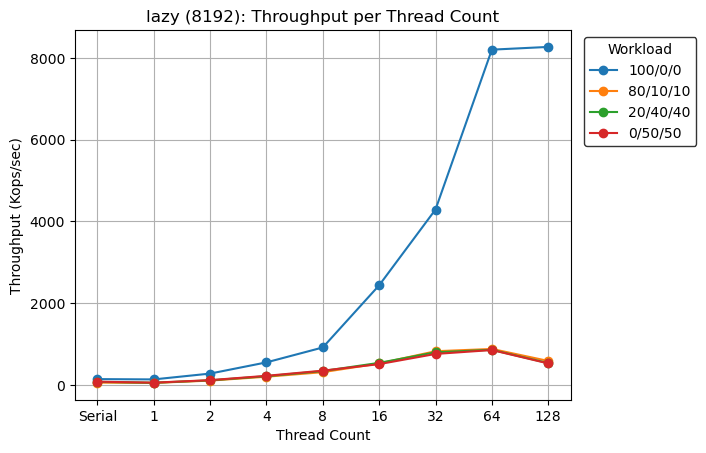 lazy (8192): Throughput per Thread Count
Throughput (Kops/sec)
8000
6000
4000
2000
0
Serial 1 2 4 8 16 32 64 128
Thread Count
Workload
100/0/0
80/10/10
20/40/40
0/50/50